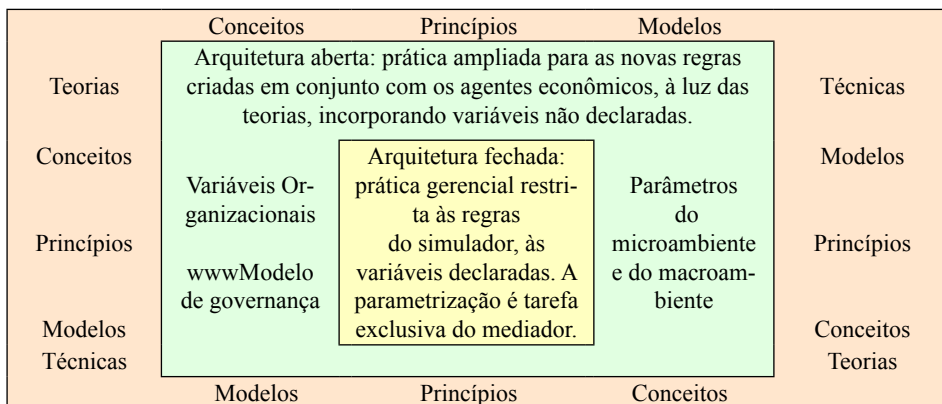 Conceitos Princípios Modelos
Arquitetura aberta: prática ampliada para as novas regras
criadas em conjunto com os agentes econômicos, à luz das
teorias, incorporando variáveis não declaradas.
Teorias
Técnicas
Conceitos
Princípios
Modelos
Técnicas
Variáveis Or-
ganizacionais
wwwModelo
de governança
Arquitetura fechada:
prática gerencial restri-
ta às regras
do simulador, às
variáveis declaradas. A
parametrização é tarefa
exclusiva do mediador.
Parâmetros
do
microambiente
e do macroam-
biente
Modelos
Princípios
Conceitos
Teorias
Modelos Princípios Conceitos